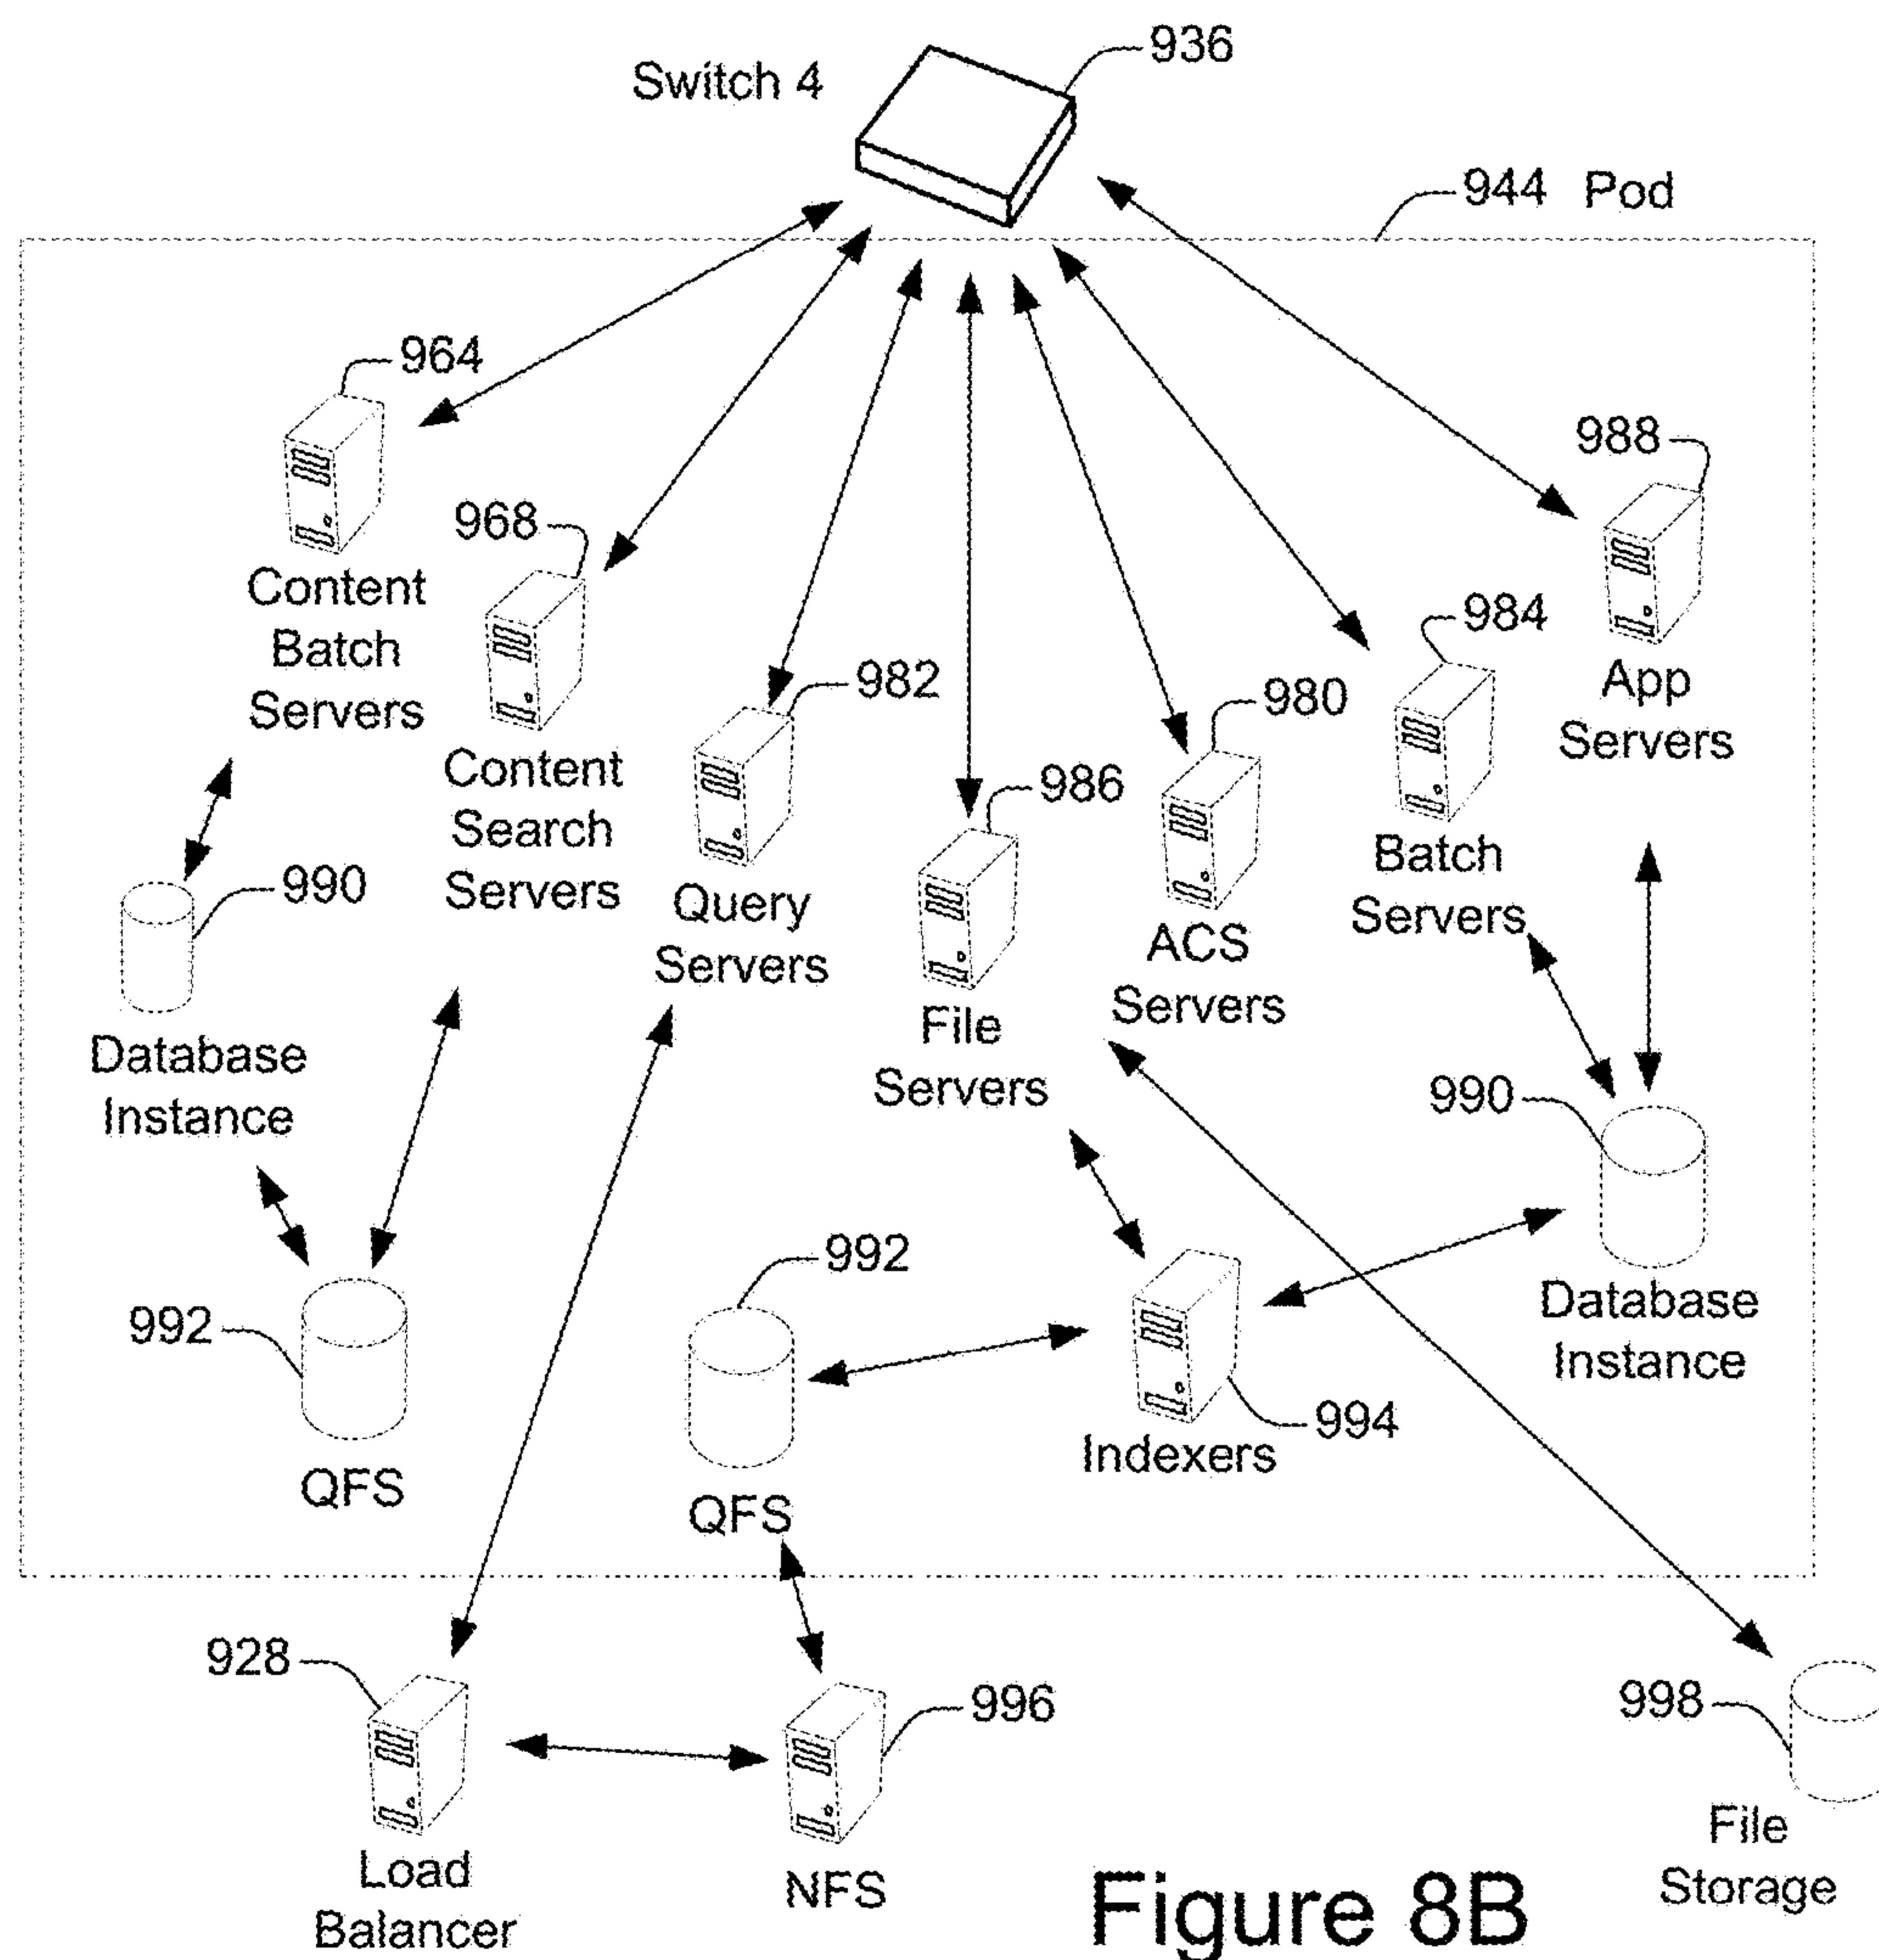 936
Switch 4
944 Pod
964
988
968
Content
Batch
Servers
984
982
980
App
Servers
Content
Search
Servers
986
Batch
Servers
990
Query
Servers
ACS
Servers
File
Servers
Database
Instance
990
992
992
Database
Instance
994
Indexers
QFS
QFS
928
996
998
File
Storage
Load
Balancer
NFS
Figure 8B